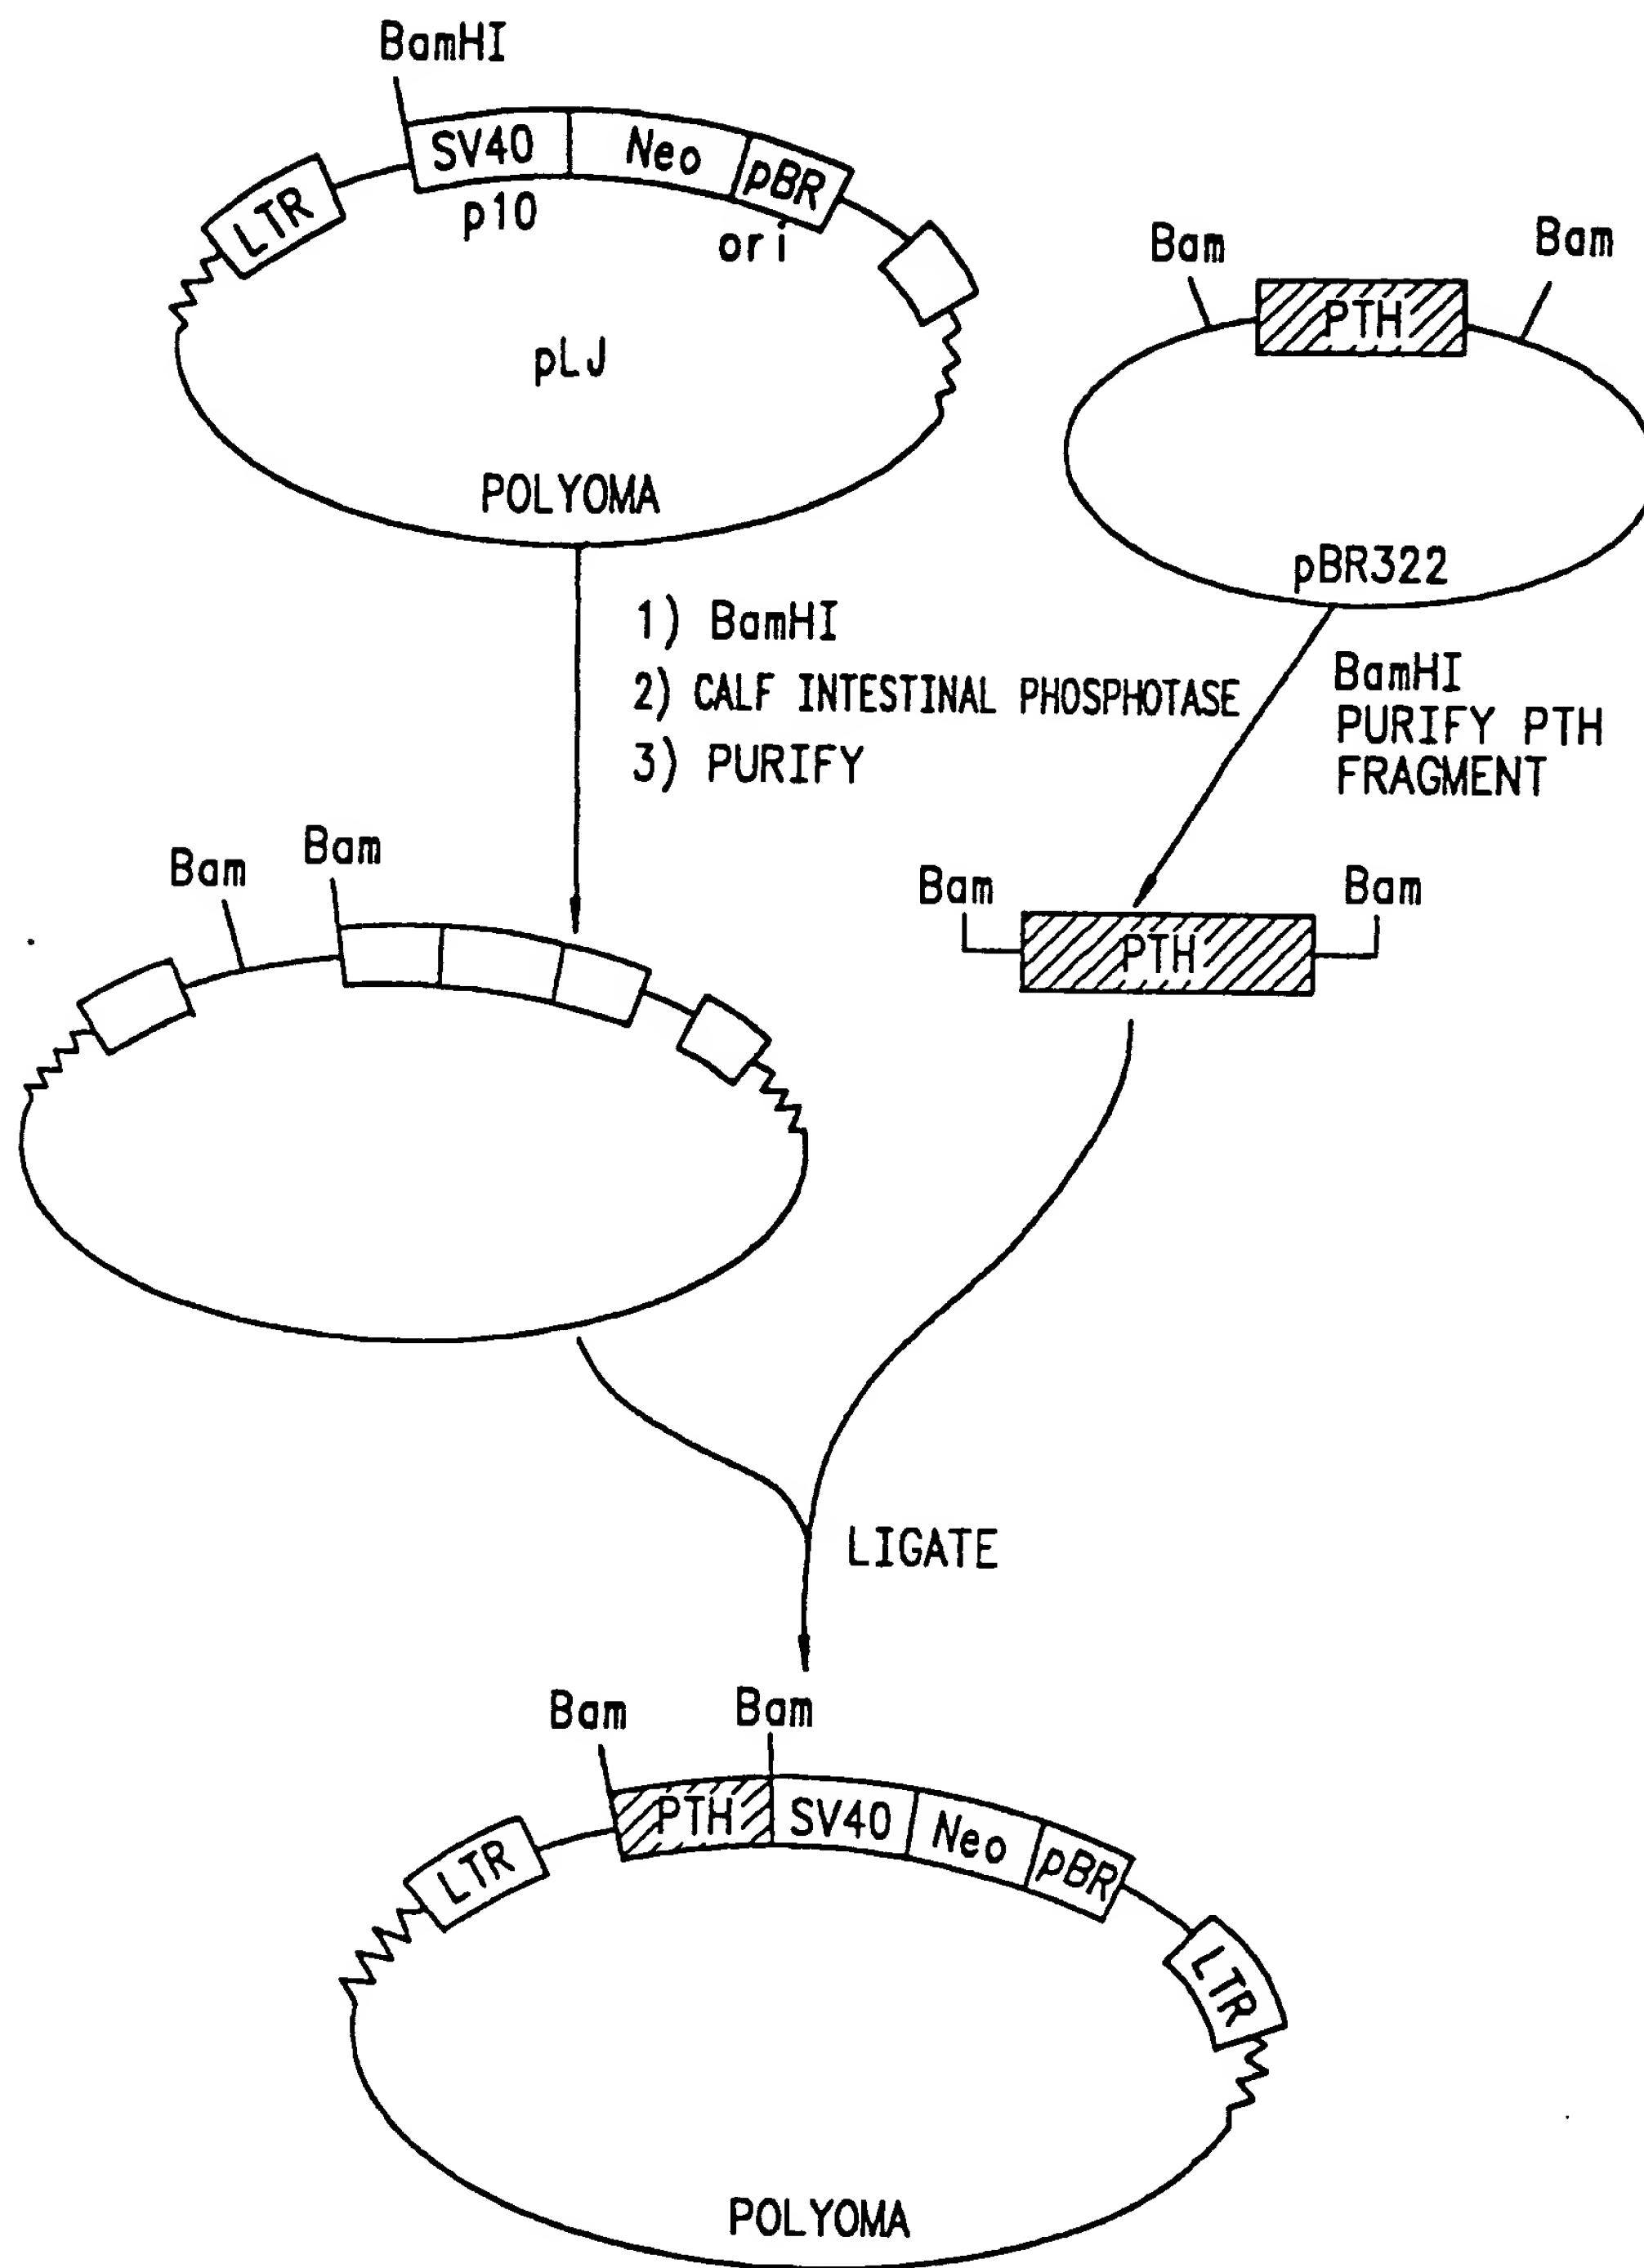 BamHI
SV40
Neo
pBR
LTR
p10
ori
pLJ
POLYOMA
Bam
Bam
PTH
pBR322
1) BamHI
2) CALF INTESTINAL PHOSPHOTASE
3) PURIFY
BamHI
PURIFY PTH
FRAGMENT
Bam
Bam
Bam
Bam
PTH
LIGATE
Bam
Bam
PTH
SV40
Neo
pBR
LTR
LTR
POLYOMA